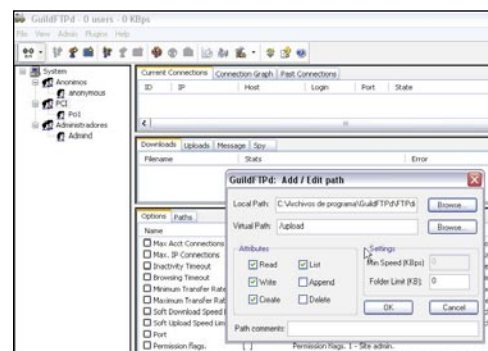 GuildFTPd - 0 users - 0 KBps
File View Admin Plugins Help
System
Anonimos
anonymous
PCI
Po1
Administradores
Admind
Current Connections Connection Graph Past Connections
ID IP Host Login Port State
Downloads Uploads Message Spy
Filename Stats Error
GuildFTPd: Add / Edit path
Local Path: C:\Archivos de programa\GuildFTPd\FTPd
Browse...
Virtual Path: /upload
Browse...
Attributes
Read List
Write Append
Create Delete
Settings
Min Speed (KBps) 0
Folder Limit (KB) 0
OK Cancel
Path comments
Options Paths
Name
Max Acct Connections
Max. IP Connections
Inactivity Timeout
Browsing Timeout
Minimum Transfer Rat
Maximum Transfer Rat
Soft Download Speed
Soft Upload Speed Lim
Port
Permission flags. [ ] Permission flags. 1 - Site admin.